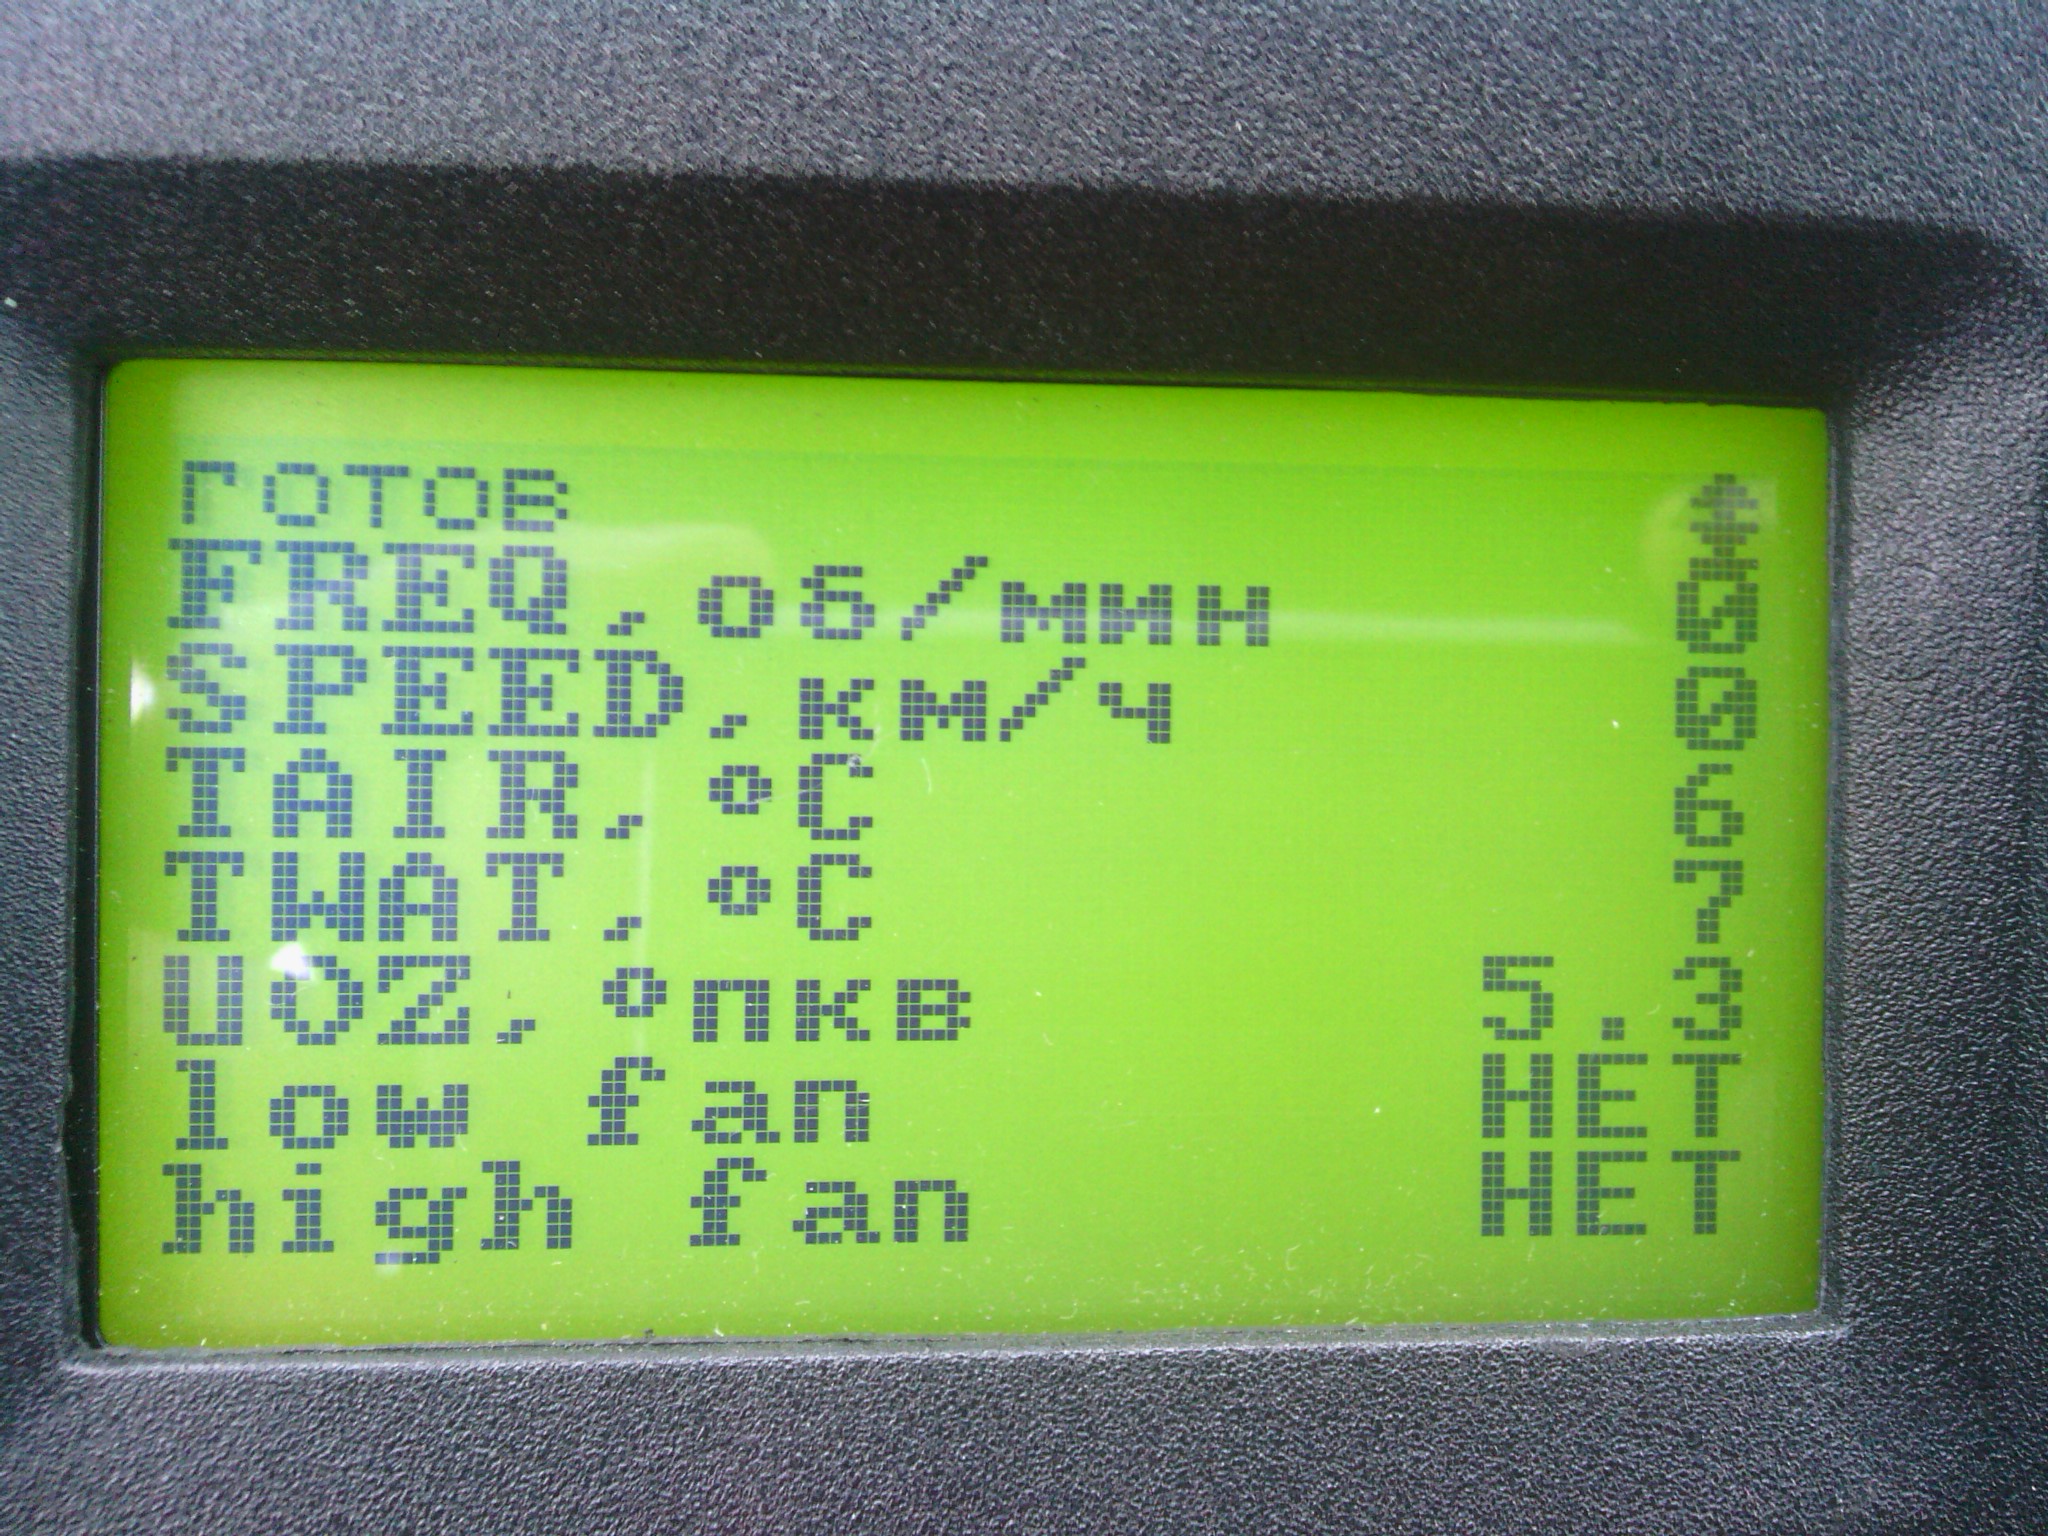 готов
FREQ,об/мин 0
SPEED,км/ч 0
TAIR,°C 6
TWAT,°C 7
UOZ,°пкв 5.3
low fan НЕТ
high fan НЕТ